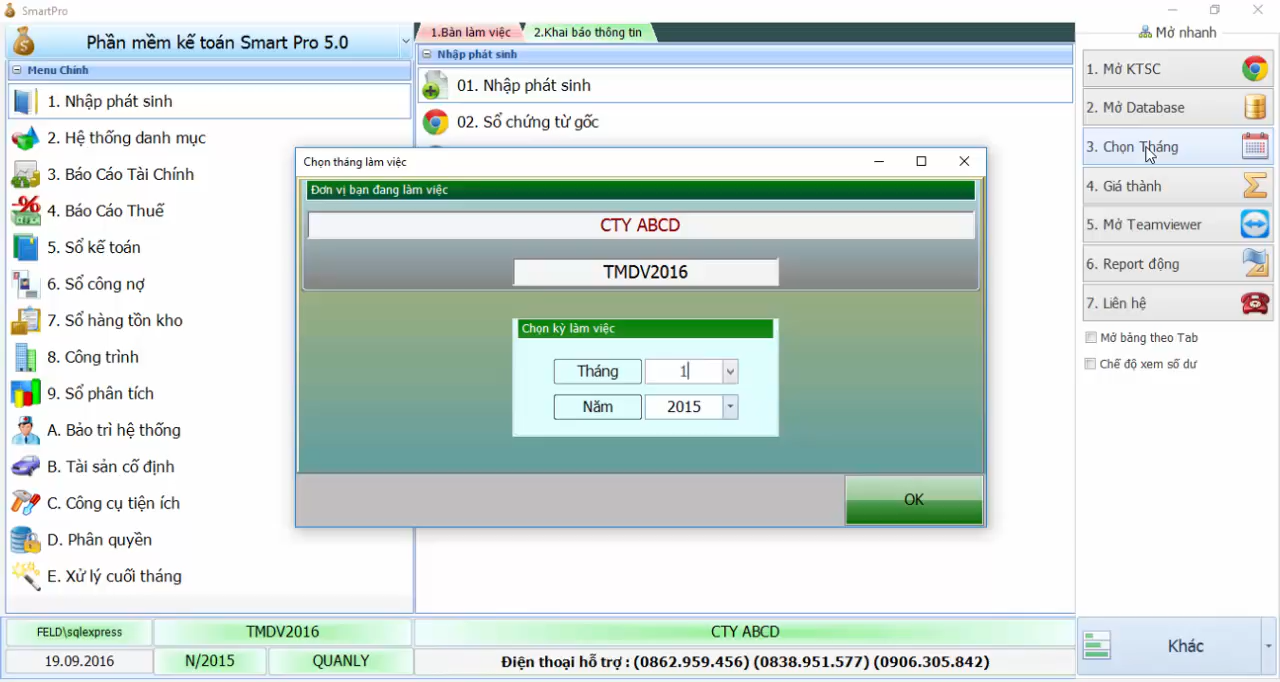 SmartPro
Phần mềm kế toán Smart Pro 5.0
Menu Chính
1. Nhập phát sinh
2. Hệ thống danh mục
3. Báo Cáo Tài Chính
4. Báo Cáo Thuế
5. Sổ kế toán
6. Sổ công nợ
7. Sổ hàng tồn kho
8. Công trình
9. Sổ phân tích
A. Bảo trì hệ thống
B. Tài sản cố định
C. Công cụ tiện ích
D. Phân quyền
E. Xử lý cuối tháng
1.Bàn làm việc
2.Khai báo thông tin
Nhập phát sinh
01. Nhập phát sinh
02. Sổ chứng từ gốc
Chọn tháng làm việc
Đơn vị bạn đang làm việc
CTY ABCD
TMDV2016
Chọn kỳ làm việc
Tháng 1
Năm 2015
OK
Mở nhanh
1. Mở KTSC
2. Mở Database
3. Chọn Tháng
4. Giá thành
5. Mở Teamviewer
6. Report động
7. Liên hệ
Mở bảng theo Tab
Chế độ xem số dư
FELD\sqlexpress
TMDV2016
CTY ABCD
19.09.2016
N/2015
QUANLY
Điện thoại hỗ trợ : (0862.959.456) (0838.951.577) (0906.305.842)
Khác